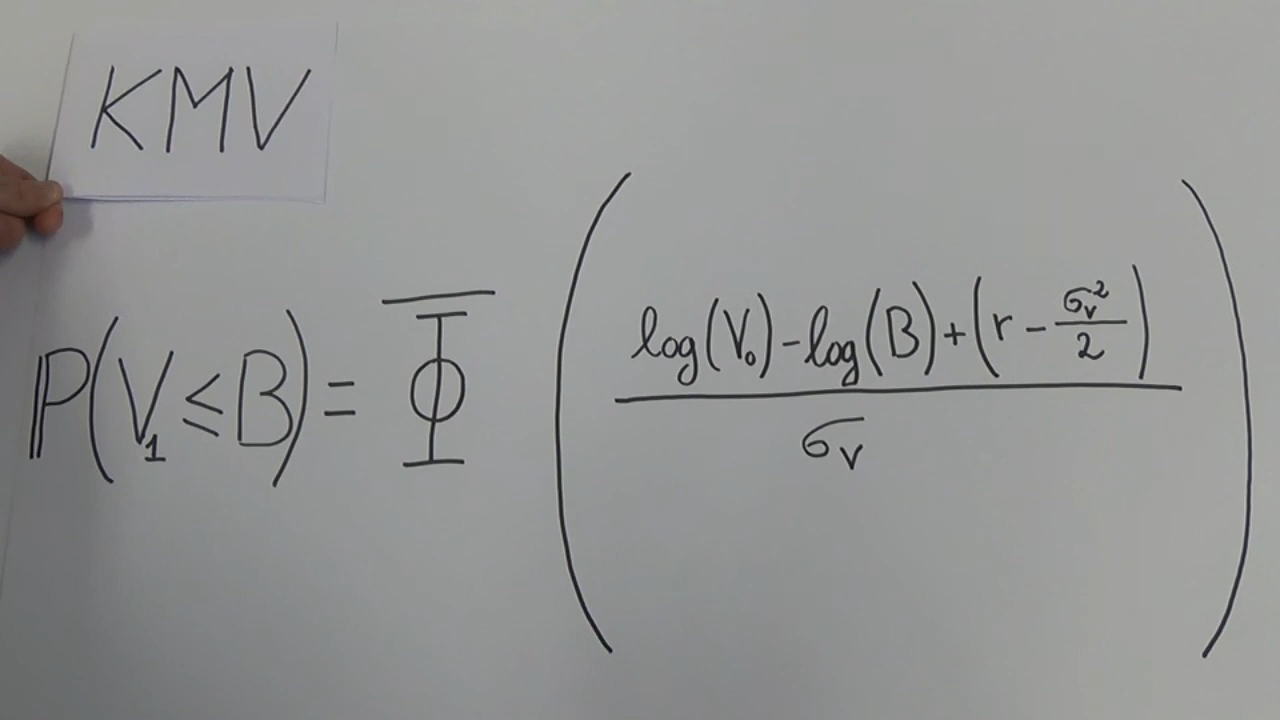 KMV
P(V₁ ≤ B) = Φ̅ ( (log(V₀) - log(B) + (r - σᵥ²/2)) / σᵥ )